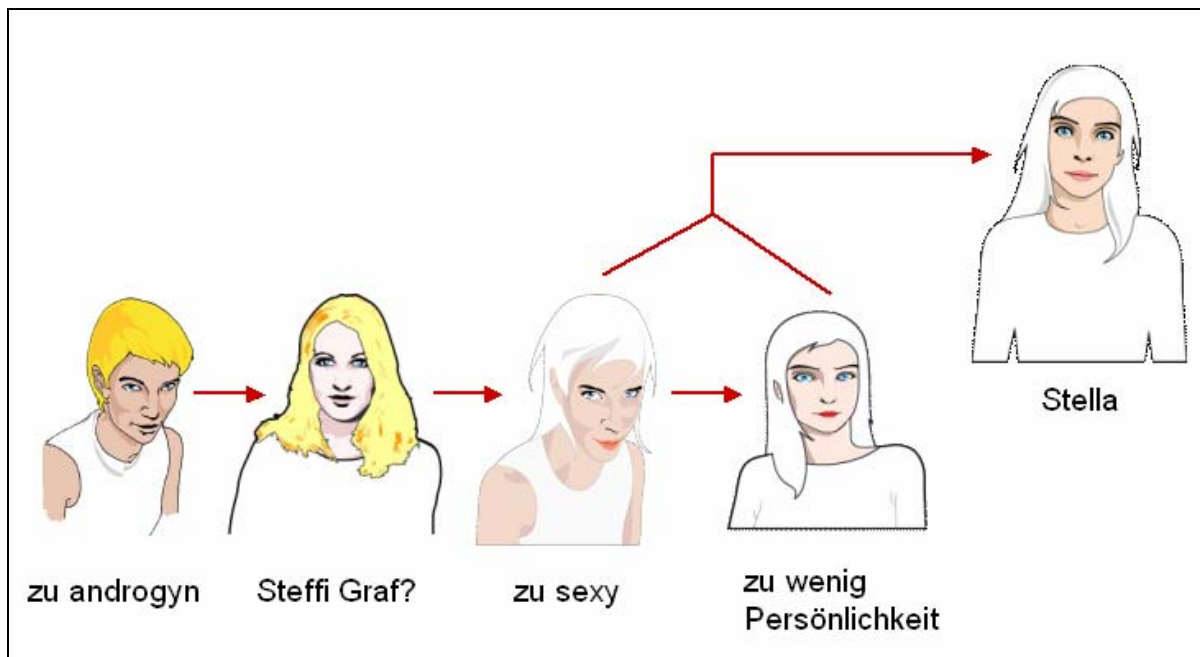 Stella
zu androgyn
Steffi Graf?
zu sexy
zu wenig
Persönlichkeit